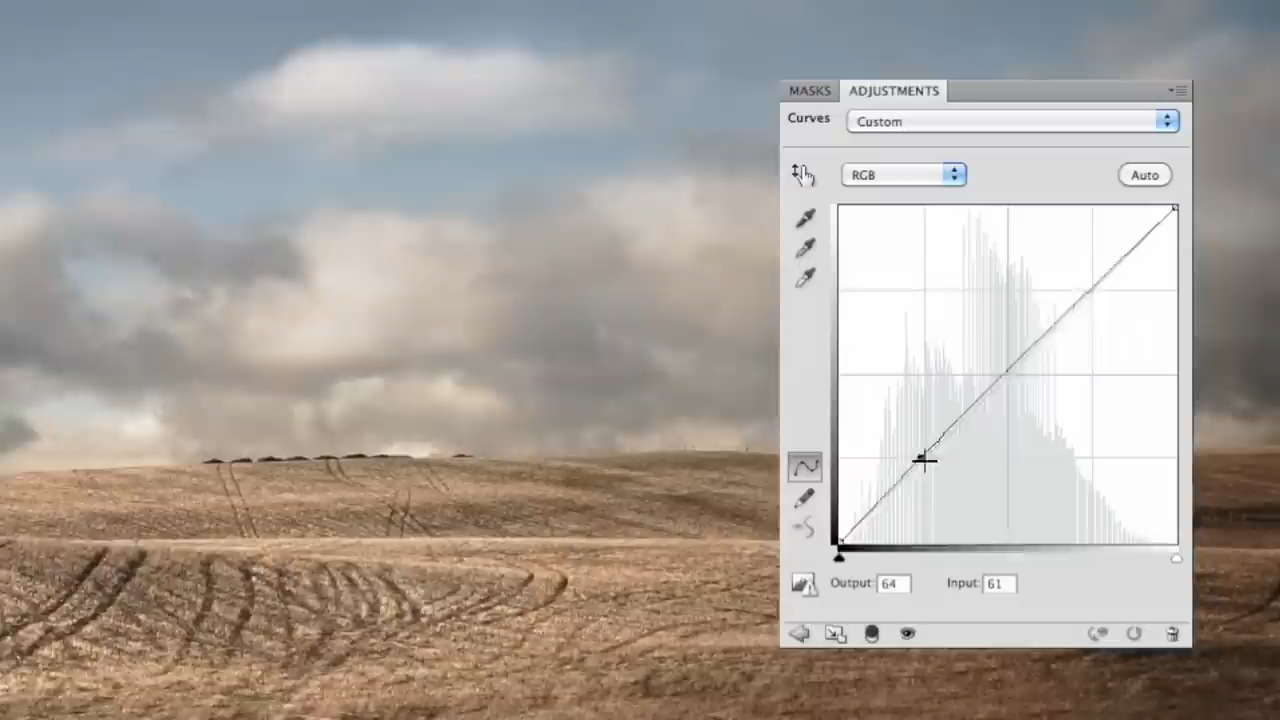 MASKS ADJUSTMENTS
Curves Custom
RGB Auto
Output: 64 Input: 61